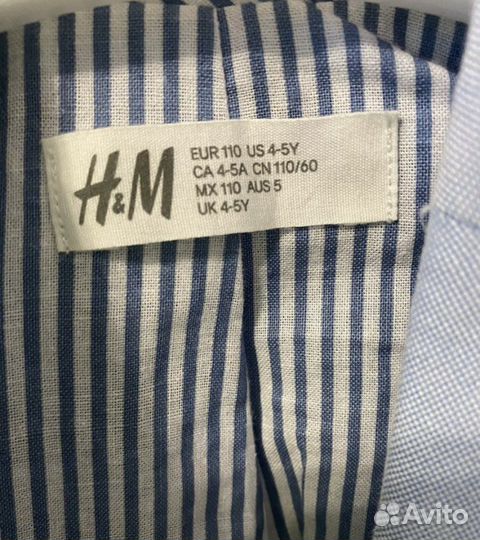 H&M
EUR 110 US 4-5Y
CA 4-5A CN 110/60
MX 110 AUS 5
UK 4-5Y
Avito